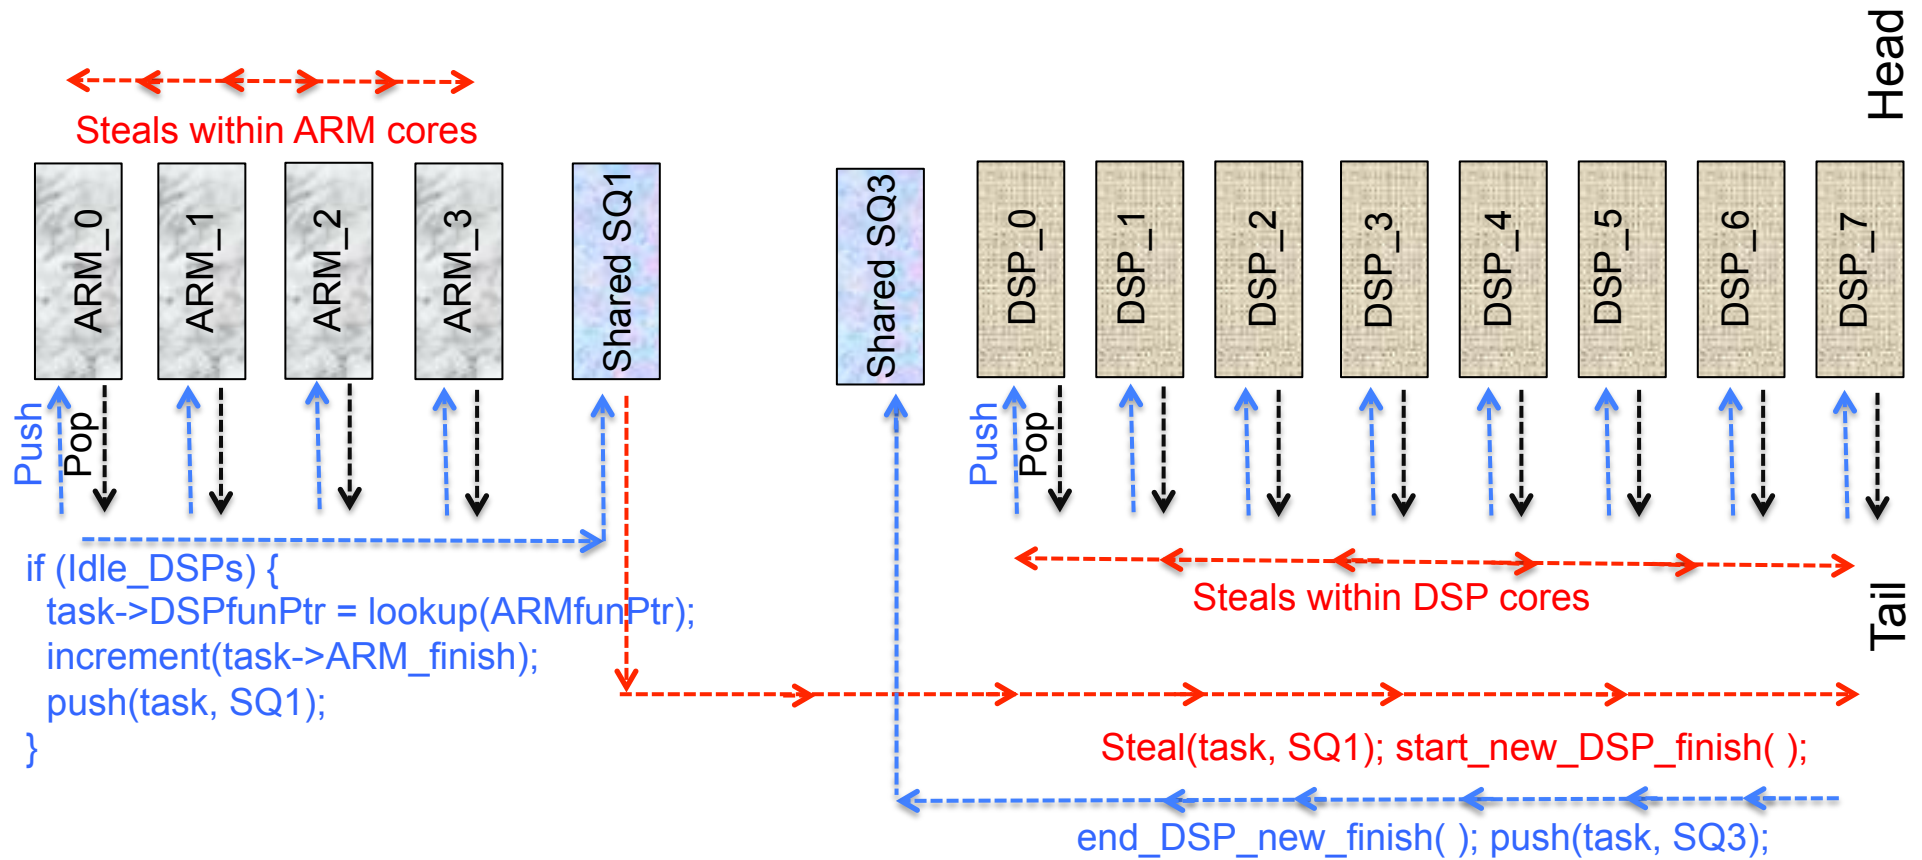 Head
Steals within ARM cores
ARM_0
ARM_1
ARM_2
ARM_3
Shared SQ1
Shared SQ3
DSP_0
DSP_1
DSP_2
DSP_3
DSP_4
DSP_5
DSP_6
DSP_7
Push
Pop
Push
Pop
if (Idle_DSPs) {
task->DSPfunPtr = lookup(ARMfunPtr);
increment(task->ARM_finish);
push(task, SQ1);
}
Steals within DSP cores
Tail
Steal(task, SQ1); start_new_DSP_finish( );
end_DSP_new_finish( ); push(task, SQ3);